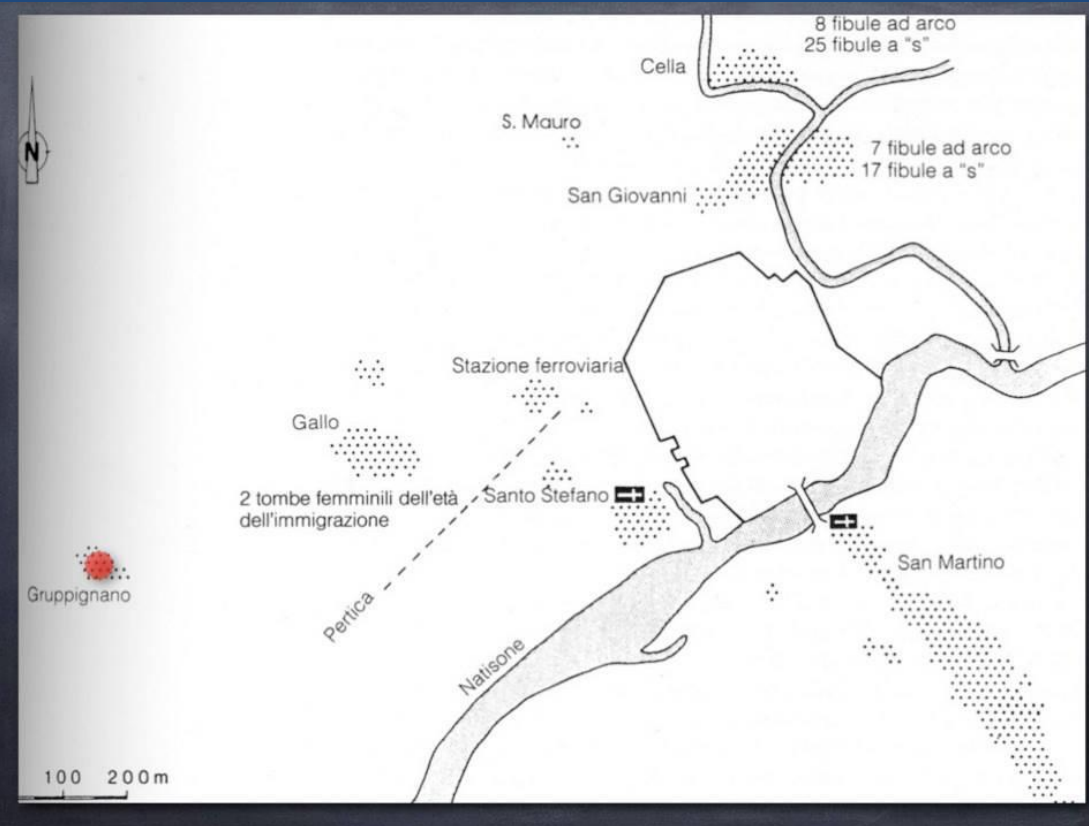 8 fibule ad arco
25 fibule a "s"
Cella
S. Mauro
N
7 fibule ad arco
17 fibule a "s"
San Giovanni
Stazione ferroviaria
Gallo
2 tombe femminili dell'età
dell'immigrazione
Santo Stefano
San Martino
Gruppignano
Pertica
Natisone
100 200m